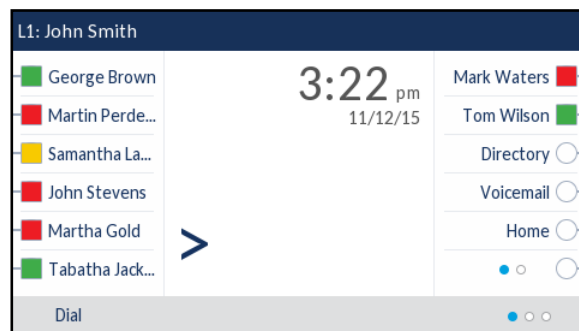 L1: John Smith
George Brown
Martin Perde...
Samantha La...
John Stevens
Martha Gold
Tabatha Jack...
>
3:22 pm
11/12/15
Mark Waters
Tom Wilson
Directory
Voicemail
Home
Dial